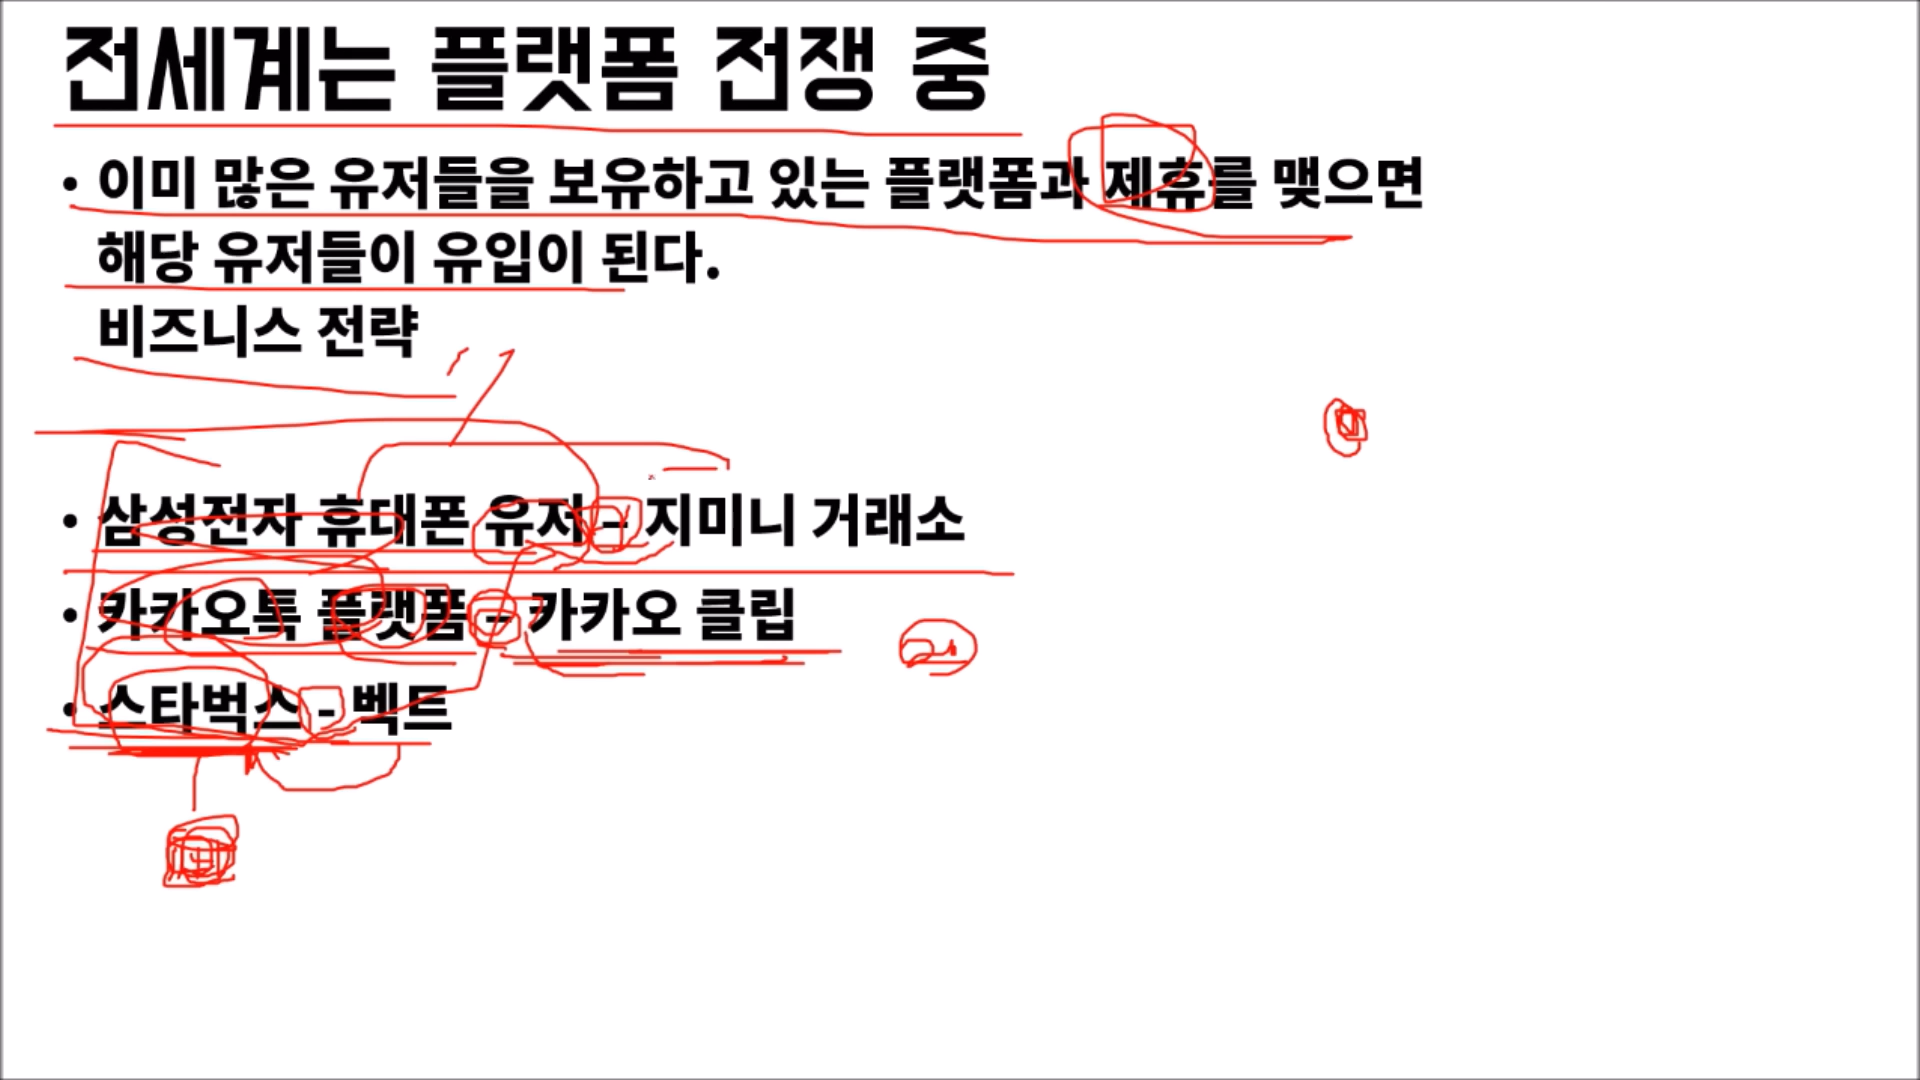 전세계는 플랫폼 전쟁 중
• 이미 많은 유저들을 보유하고 있는 플랫폼과 제휴를 맺으면
해당 유저들이 유입이 된다.
비즈니스 전략
• 삼성전자 휴대폰 유저 - 지미니 거래소
• 카카오톡 플랫폼 - 카카오 클립
• 스타벅스 - 벡트